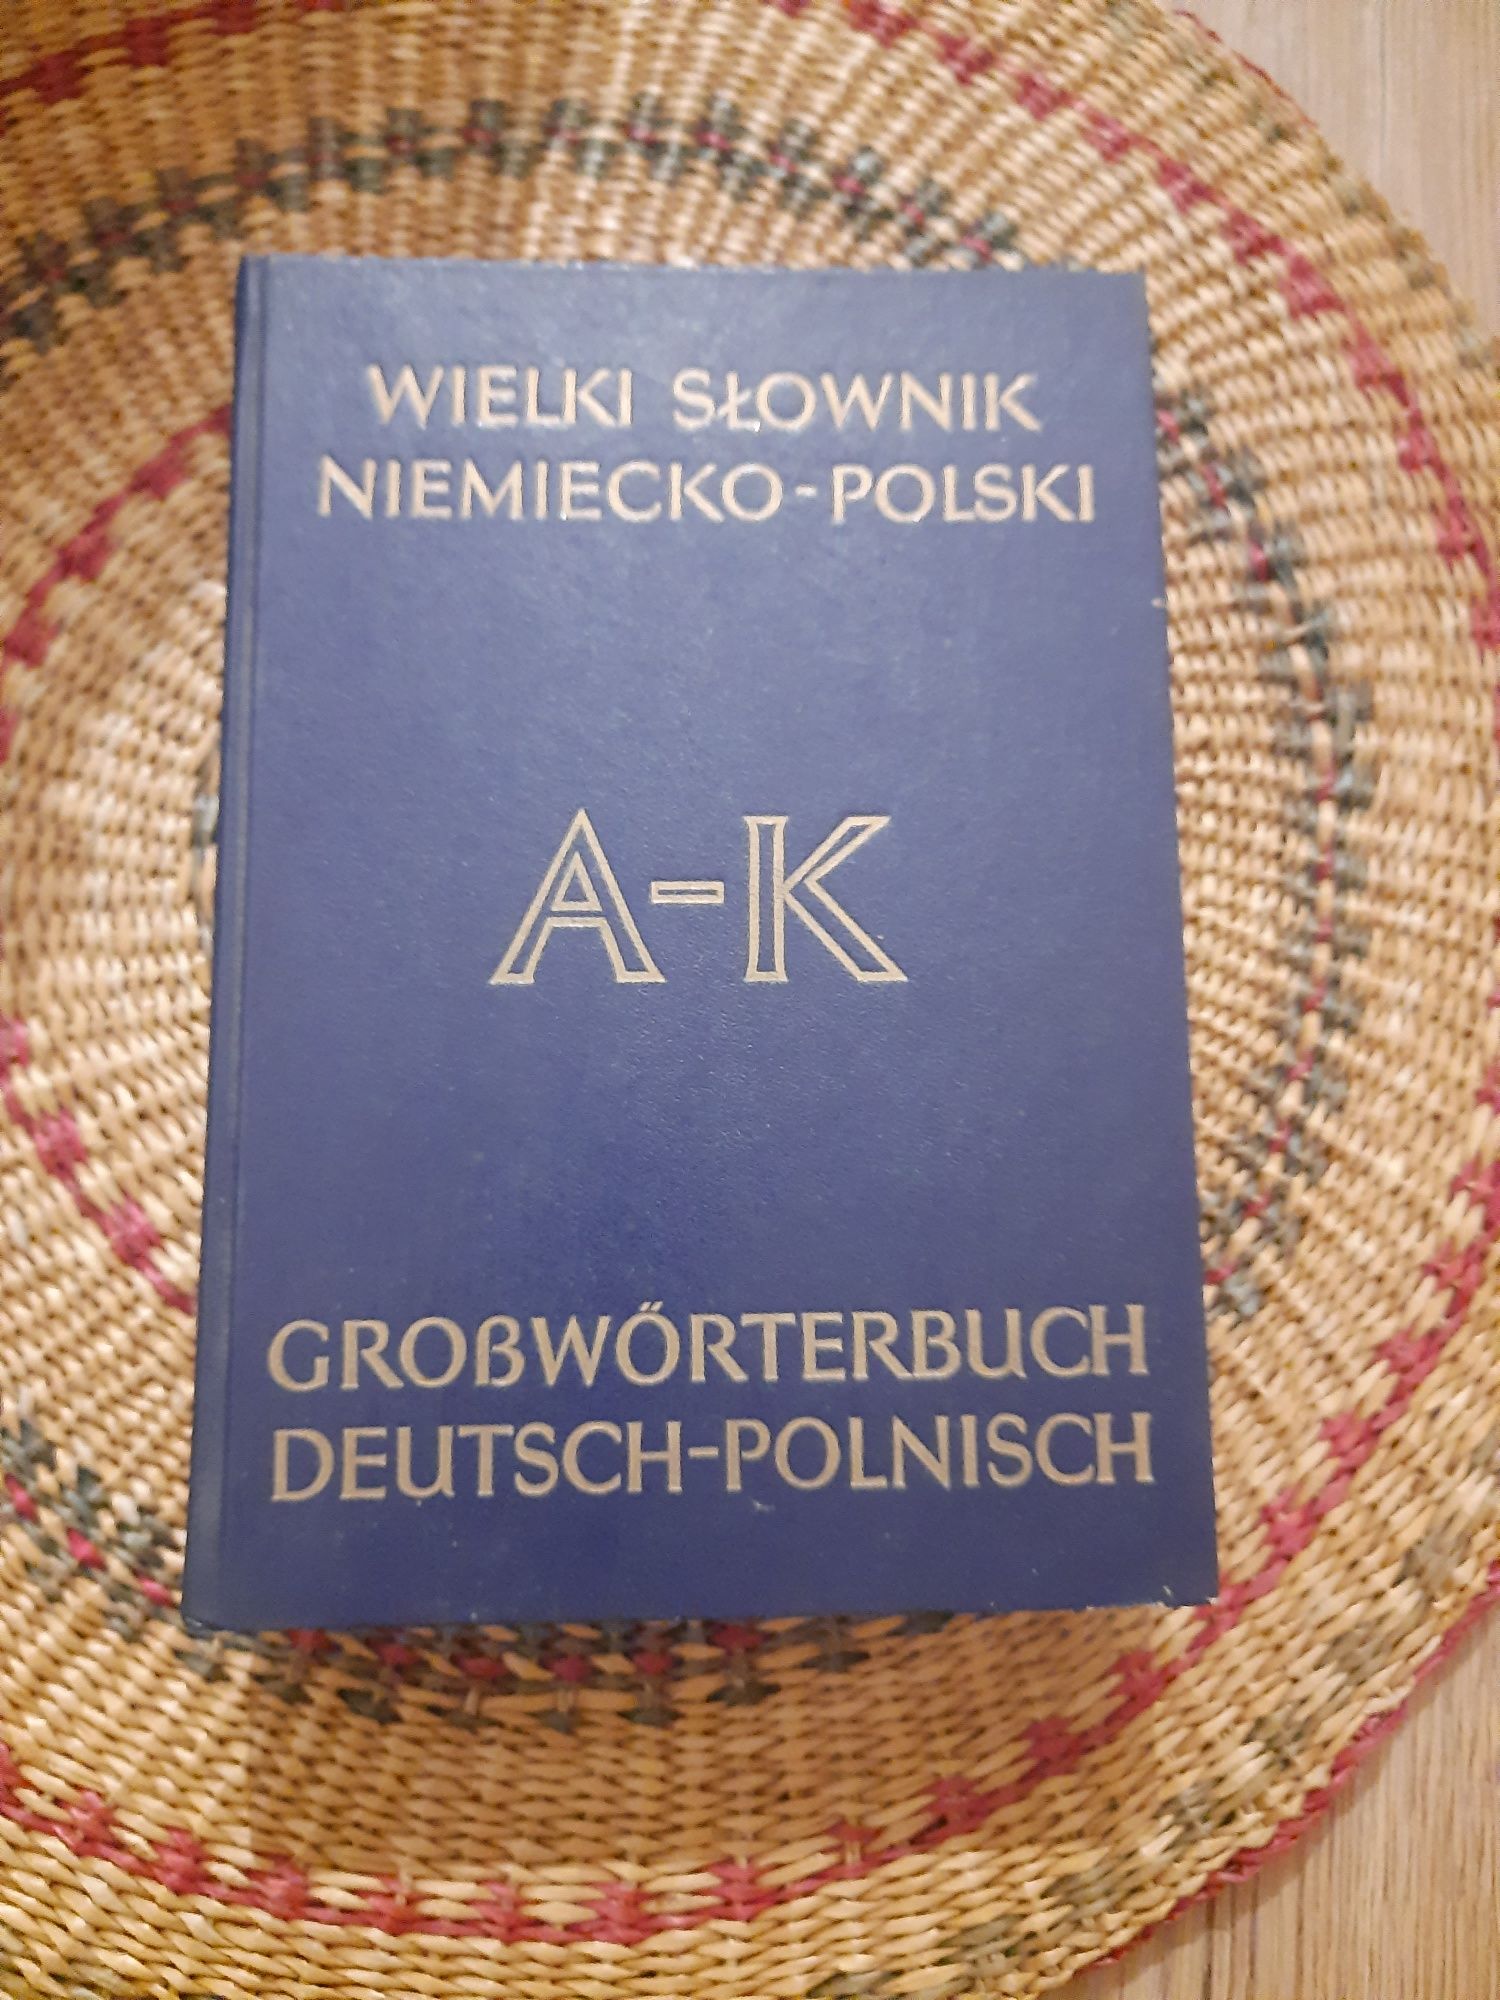 WIELKI SŁOWNIK
NIEMIECKO-POLSKI
A-K
GROßWÖRTERBUCH
DEUTSCH-POLNISCH